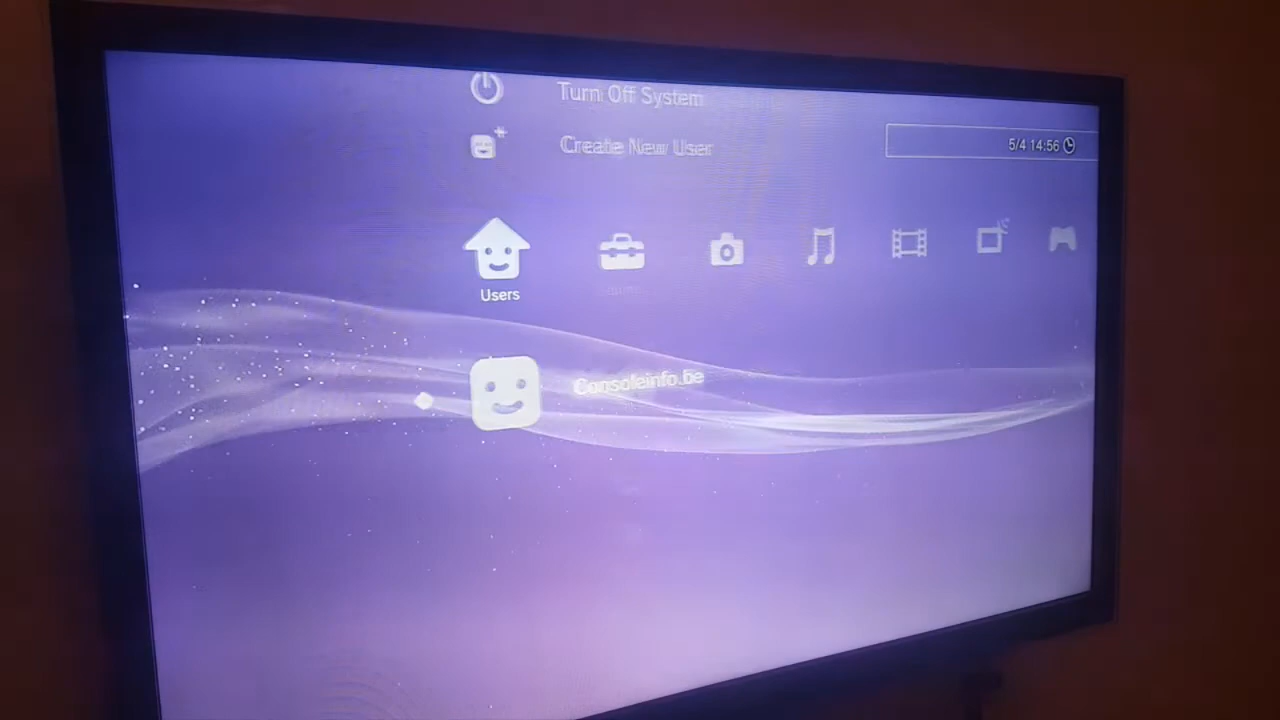 Turn Off System
Create New User
5/4 14:56
Users
Consoleinfo.be